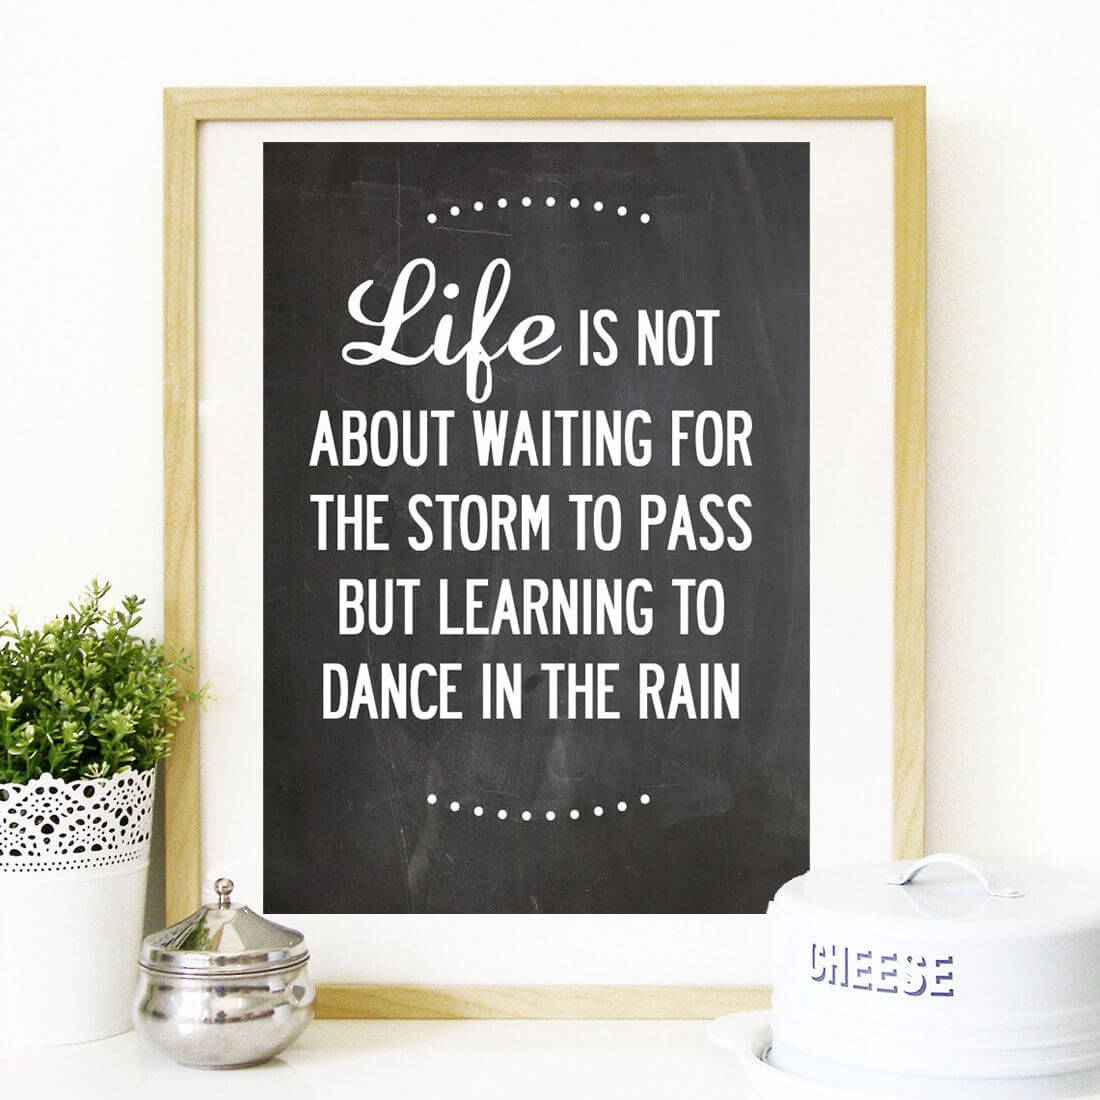 Life IS NOT
ABOUT WAITING FOR
THE STORM TO PASS
BUT LEARNING TO
DANCE IN THE RAIN
CHEESE